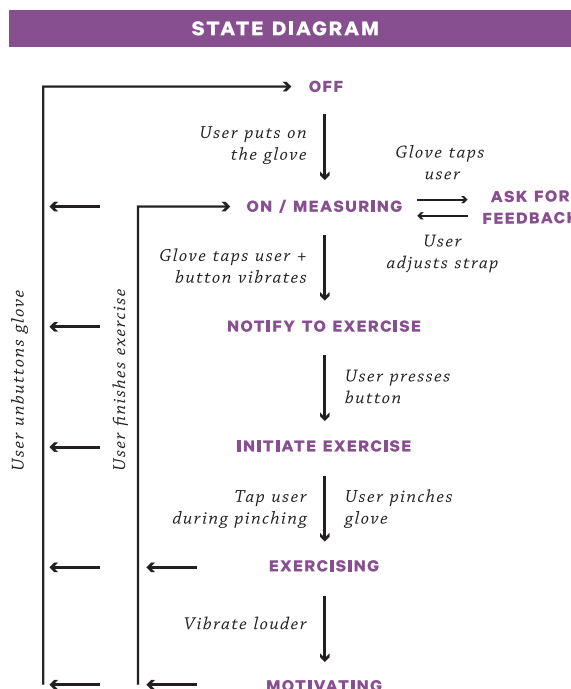 STATE DIAGRAM
OFF
User puts on
the glove
Glove taps
user
ON / MEASURING
ASK FOR
FEEDBACK
User
adjusts strap
Glove taps user +
button vibrates
NOTIFY TO EXERCISE
User presses
button
INITIATE EXERCISE
Tap user
during pinching
User pinches
glove
EXERCISING
Vibrate louder
MOTIVATING
User unbuttons glove
User finishes exercise